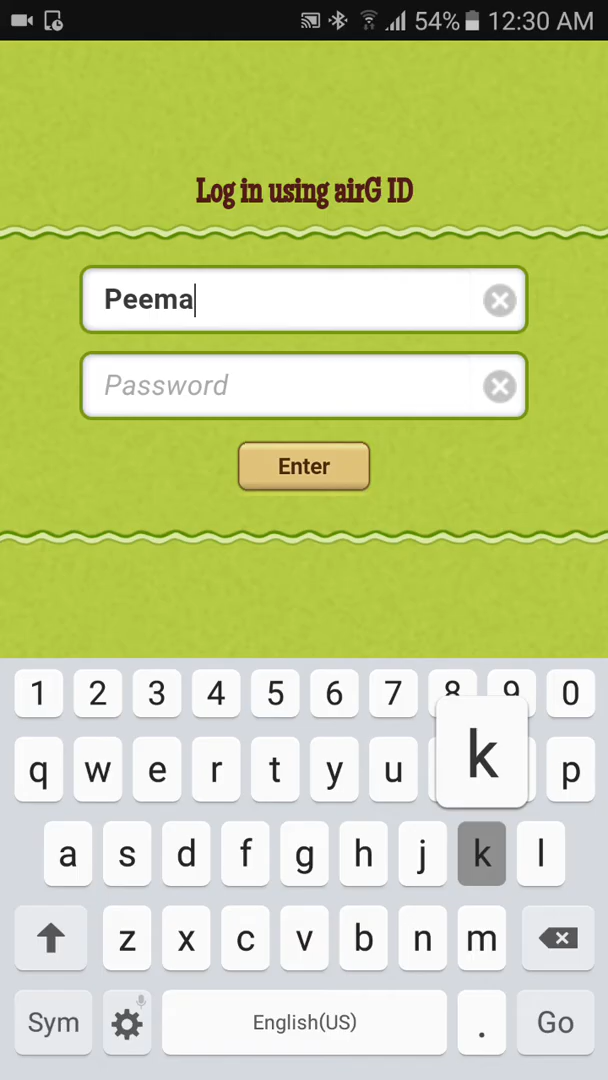 54% 12:30 AM
Log in using airG ID
Peema
Password
Enter
1 2 3 4 5 6 7 8 9 0
k
q w e r t y u p
a s d f g h j k l
z x c v b n m
Sym English(US) . Go